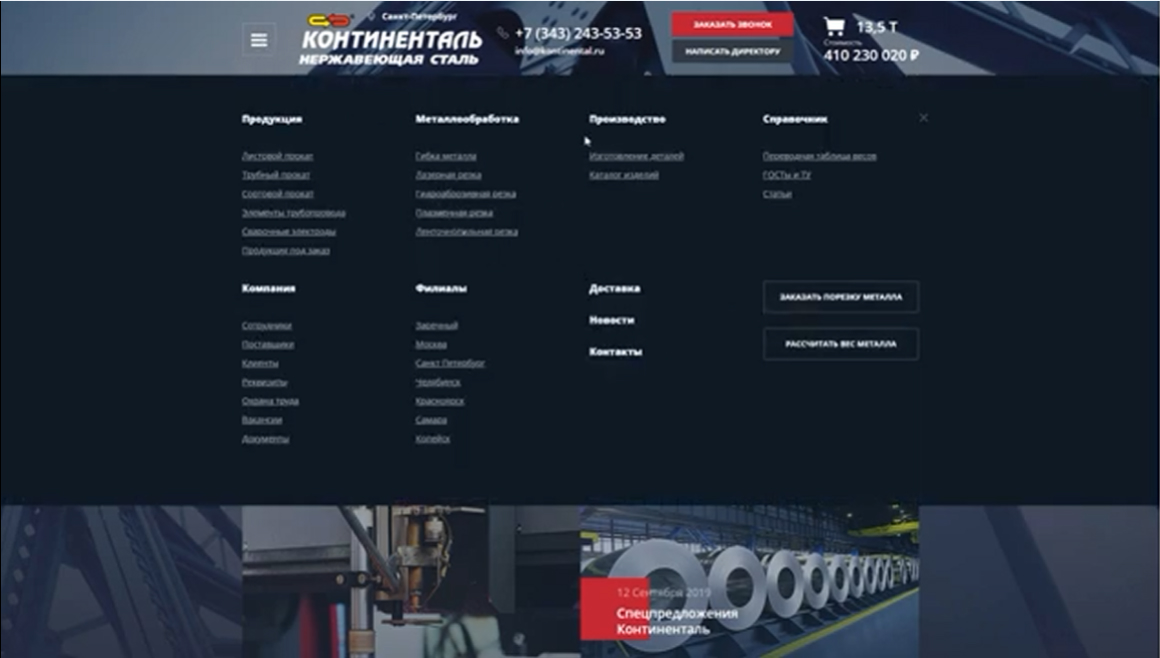 Санкт-Петербург
КОНТИНЕНТАЛЬ
НЕРЖАВЕЮЩАЯ СТАЛЬ
+7 (343) 243-53-53
info@kontinental.ru
ЗАКАЗАТЬ ЗВОНОК
НАПИСАТЬ ДИРЕКТОРУ
13,5 Т
Стоимость
410 230 020 ₽
Продукция
Листовой прокат
Трубный прокат
Сортовой прокат
Элементы трубопровода
Сварочные электроды
Продукция под заказ
Металлообработка
Гибка металла
Лазерная резка
Гидроабразивная резка
Плазменная резка
Ленточнопильная резка
Производство
Изготовление деталей
Каталог изделий
Справочник
Переводная таблица весов
ГОСТы и ТУ
Статьи
Компания
Сотрудники
Поставщики
Клиенты
Реквизиты
Охрана труда
Вакансии
Документы
Филиалы
Заречный
Москва
Санкт-Петербург
Челябинск
Красноярск
Самара
Копейск
Доставка
Новости
Контакты
ЗАКАЗАТЬ ПОРЕЗКУ МЕТАЛЛА
РАССЧИТАТЬ ВЕС МЕТАЛЛА
12 Сентября 2019
Спецпредложения
Континенталь